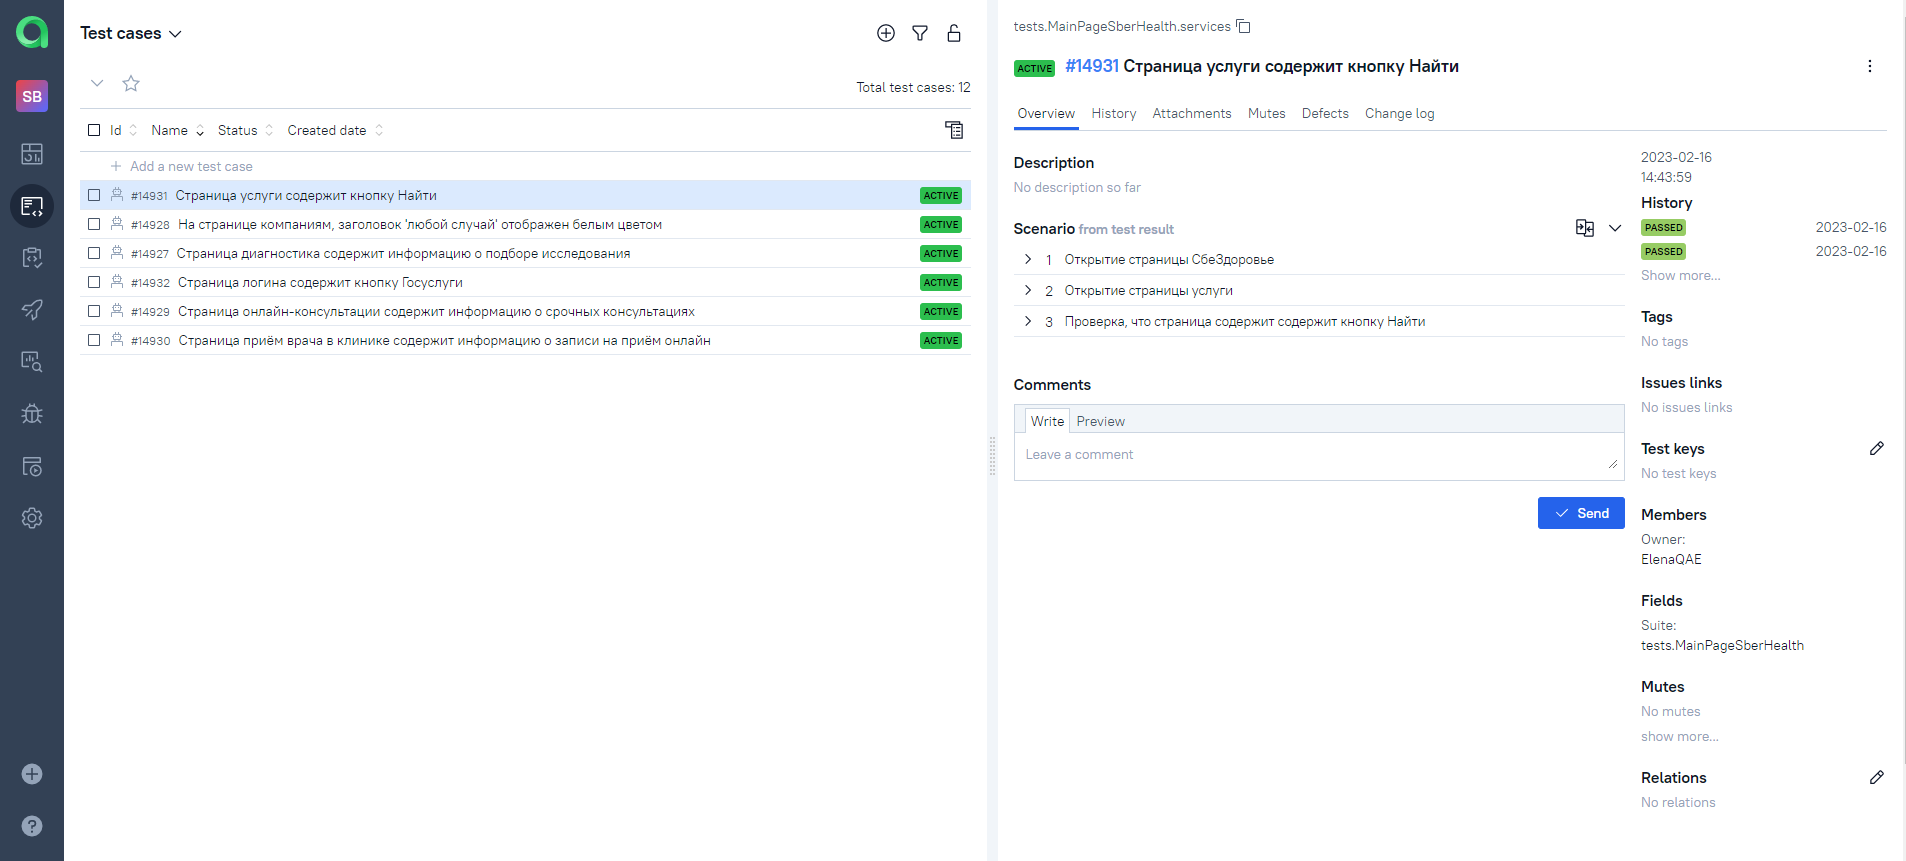 SB
Test cases
Total test cases: 12
Id Name Status Created date
Add a new test case
#14931 Страница услуги содержит кнопку Найти ACTIVE
#14928 На странице компаниям, заголовок 'любой случай' отображен белым цветом ACTIVE
#14927 Страница диагностика содержит информацию о подборе исследования ACTIVE
#14932 Страница логина содержит кнопку Госуслуги ACTIVE
#14929 Страница онлайн-консультации содержит информацию о срочных консультациях ACTIVE
#14930 Страница приём врача в клинике содержит информацию о записи на приём онлайн ACTIVE
tests.MainPageSberHealth.services
ACTIVE #14931 Страница услуги содержит кнопку Найти
Overview History Attachments Mutes Defects Change log
Description
No description so far
Scenario from test result
1 Открытие страницы СбеЗдоровье
2 Открытие страницы услуги
3 Проверка, что страница содержит содержит кнопку Найти
Comments
Write Preview
Leave a comment
Send
2023-02-16
14:43:59
History
PASSED 2023-02-16
PASSED 2023-02-16
Show more...
Tags
No tags
Issues links
No issues links
Test keys
No test keys
Members
Owner:
ElenaQAE
Fields
Suite:
tests.MainPageSberHealth
Mutes
No mutes
show more...
Relations
No relations